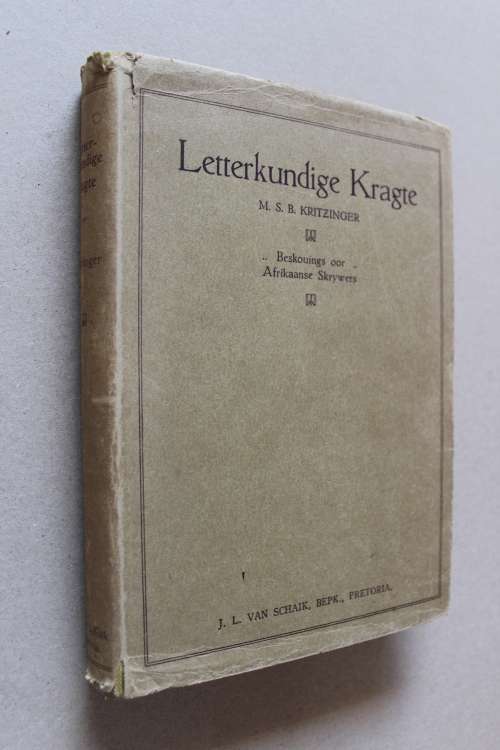 Letterkundige Kragte
M. S. B. KRITZINGER
.. Beskouings oor ..
Afrikaanse Skrywers
J. L. VAN SCHAIK, BEPK., PRETORIA.